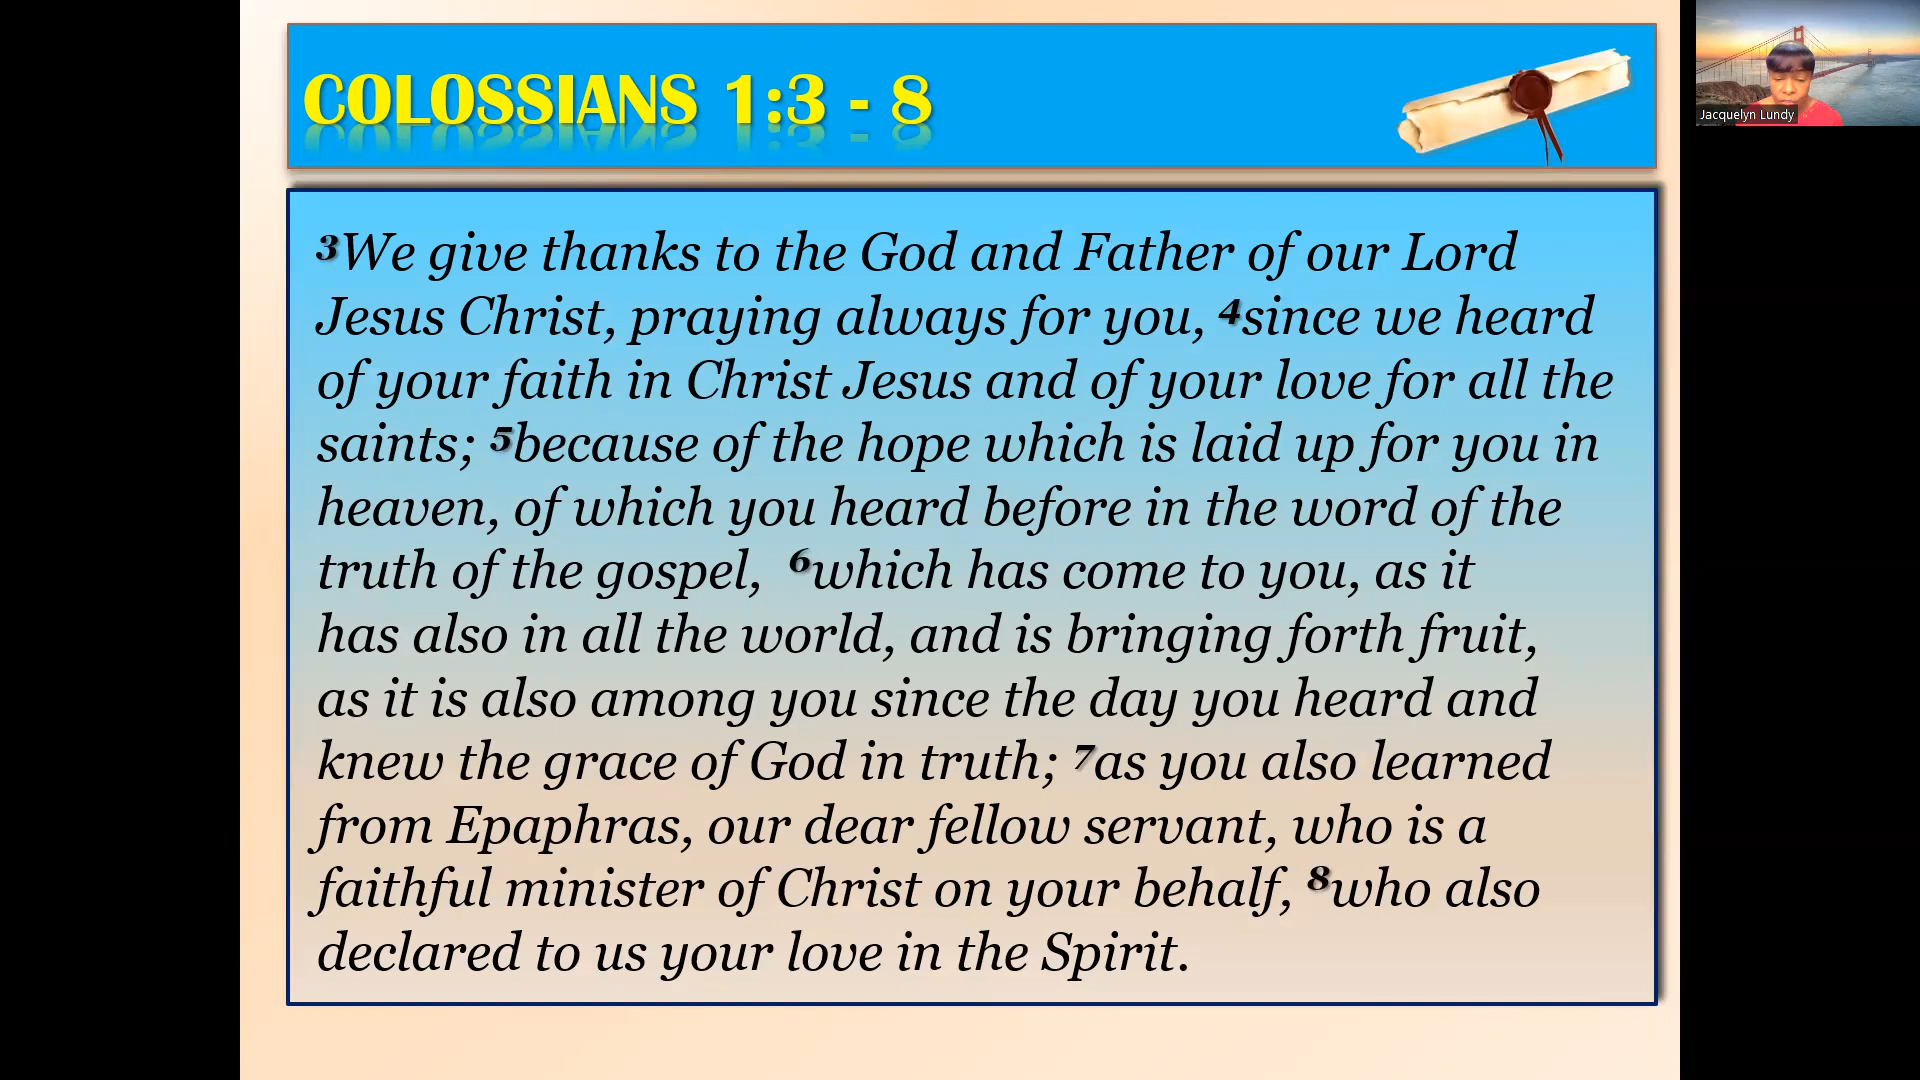 COLOSSIANS 1:3 - 8
3We give thanks to the God and Father of our Lord
Jesus Christ, praying always for you, 4since we heard
of your faith in Christ Jesus and of your love for all the
saints; 5because of the hope which is laid up for you in
heaven, of which you heard before in the word of the
truth of the gospel, 6which has come to you, as it
has also in all the world, and is bringing forth fruit,
as it is also among you since the day you heard and
knew the grace of God in truth; 7as you also learned
from Epaphras, our dear fellow servant, who is a
faithful minister of Christ on your behalf, 8who also
declared to us your love in the Spirit.
Jacquelyn Lundy